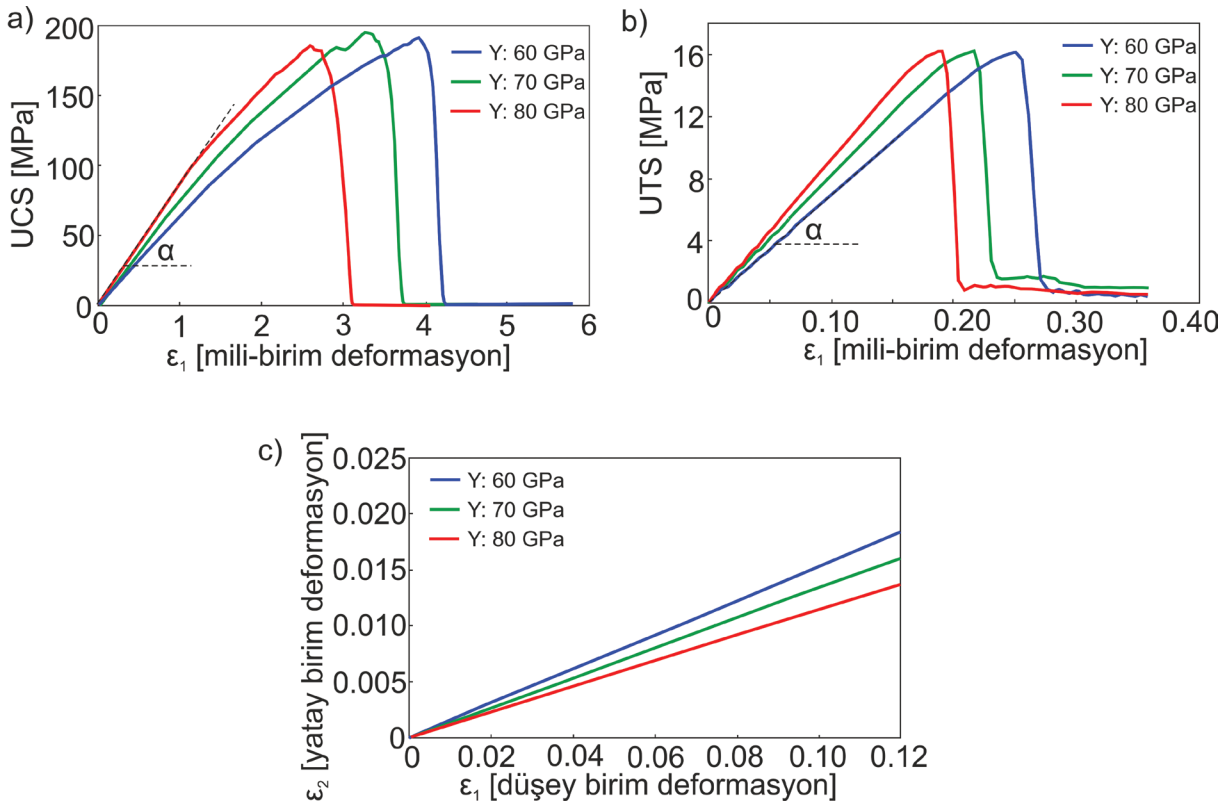 a)
UCS [MPa]
200
150
100
50
0
Y: 60 GPa
Y: 70 GPa
Y: 80 GPa
α
0 1 2 3 4 5 6
ε1 [mili-birim deformasyon]
b)
UTS [MPa]
16
12
8
4
0
Y: 60 GPa
Y: 70 GPa
Y: 80 GPa
α
0 0.10 0.20 0.30 0.40
ε1 [mili-birim deformasyon]
c)
ε2 [yatay birim deformasyon]
0.025
0.020
0.015
0.010
0.005
0
Y: 60 GPa
Y: 70 GPa
Y: 80 GPa
0 0.02 0.04 0.06 0.08 0.10 0.12
ε1 [düşey birim deformasyon]